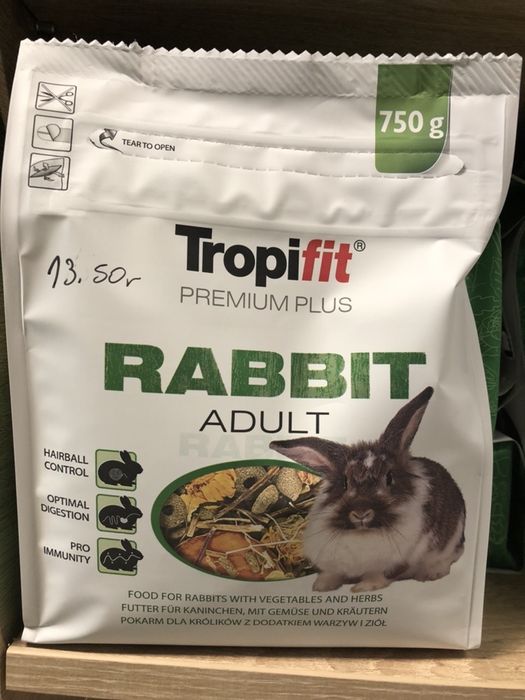 750 g
TEAR TO OPEN
Tropifit®
13.50
PREMIUM PLUS
RABBIT
ADULT
HAIRBALL
CONTROL
OPTIMAL
DIGESTION
PRO
IMMUNITY
FOOD FOR RABBITS WITH VEGETABLES AND HERBS
FUTTER FÜR KANINCHEN, MIT GEMÜSE UND KRÄUTERN
POKARM DLA KRÓLIKÓW Z DODATKIEM WARZYW I ZIÓŁ